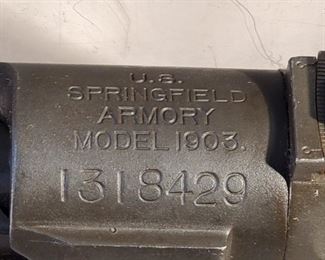 U.S.
SPRINGFIELD
ARMORY
MODEL 1903.
1318429